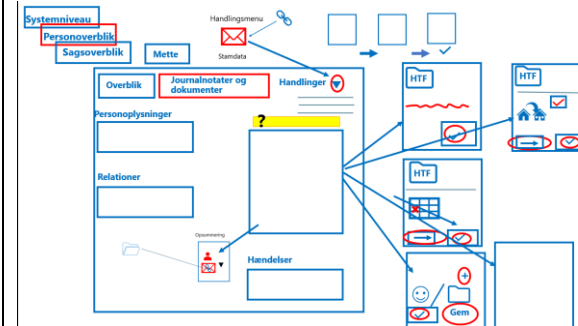 Systemniveau
Handlingsmenu
Personoverblik
Sagsoverblik
Mette
Stamdata
Overblik
Journalnotater og
dokumenter
Handlinger
HTF
HTF
Personoplysninger
?
HTF
Relationer
Opsummering
Hændelser
Gem